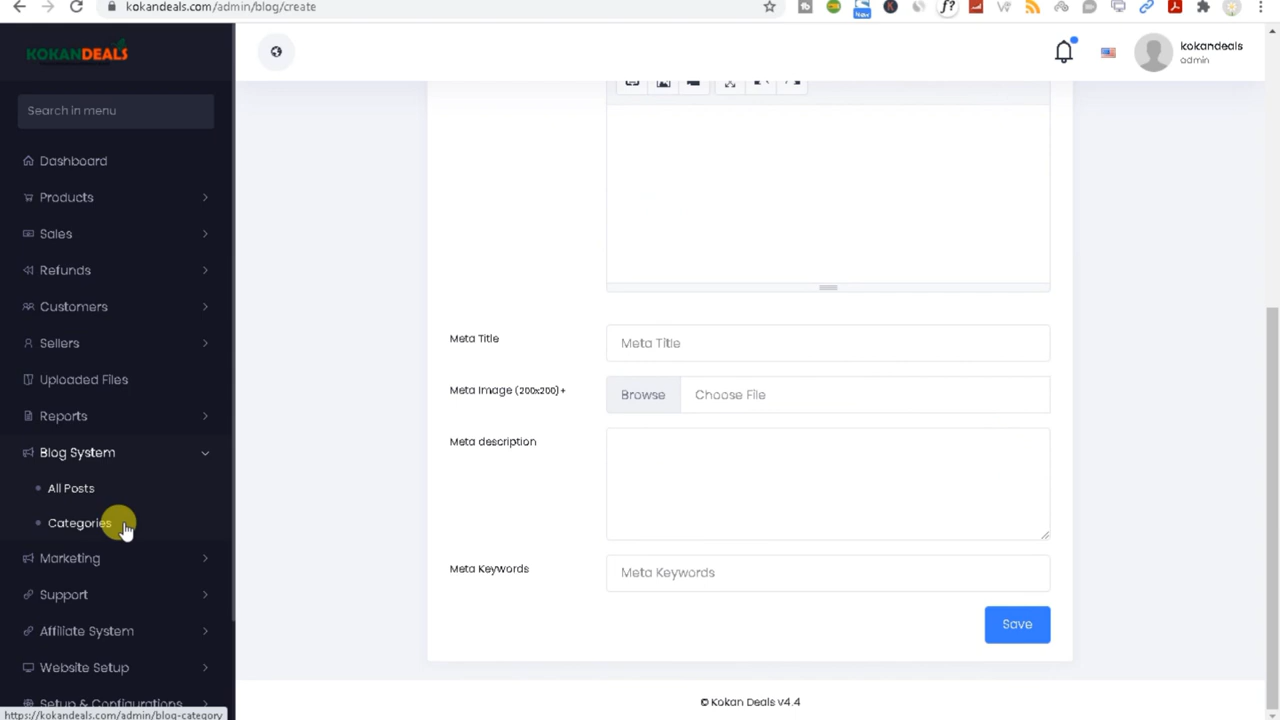 kokandeals.com/admin/blog/create
KOKANDEALS
kokandeals
admin
Search in menu
Dashboard
Products
Sales
Refunds
Customers
Sellers
Uploaded Files
Reports
Blog System
All Posts
Categories
Marketing
Support
Affiliate System
Website Setup
Setup & Configurations
https://kokandeals.com/admin/blog-category
Meta Title
Meta Title
Meta Image (200x200)+
Browse
Choose File
Meta description
Meta Keywords
Meta Keywords
Save
© Kokan Deals v4.4